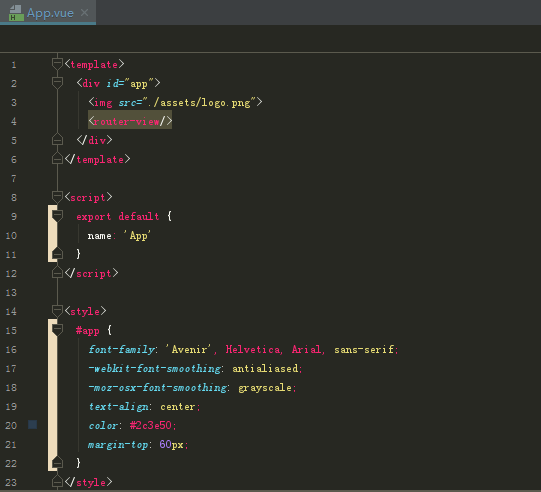 App.vue
1 <template>
2 <div id="app">
3 <img src="./assets/logo.png">
4 <router-view/>
5 </div>
6 </template>
7
8 <script>
9 export default {
10 name: 'App'
11 }
12 </script>
13
14 <style>
15 #app {
16 font-family: 'Avenir', Helvetica, Arial, sans-serif;
17 -webkit-font-smoothing: antialiased;
18 -moz-osx-font-smoothing: grayscale;
19 text-align: center;
20 color: #2c3e50;
21 margin-top: 60px;
22 }
23 </style>